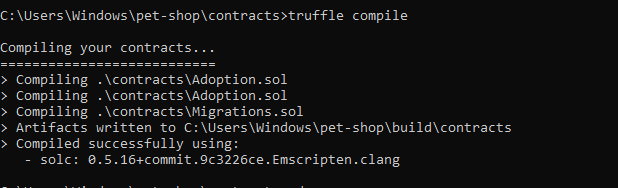 C:\Users\Windows\pet-shop\contracts>truffle compile
Compiling your contracts...
===========================
> Compiling .\contracts\Adoption.sol
> Compiling .\contracts\Adoption.sol
> Compiling .\contracts\Migrations.sol
> Artifacts written to C:\Users\Windows\pet-shop\build\contracts
> Compiled successfully using:
- solc: 0.5.16+commit.9c3226ce.Emscripten.clang